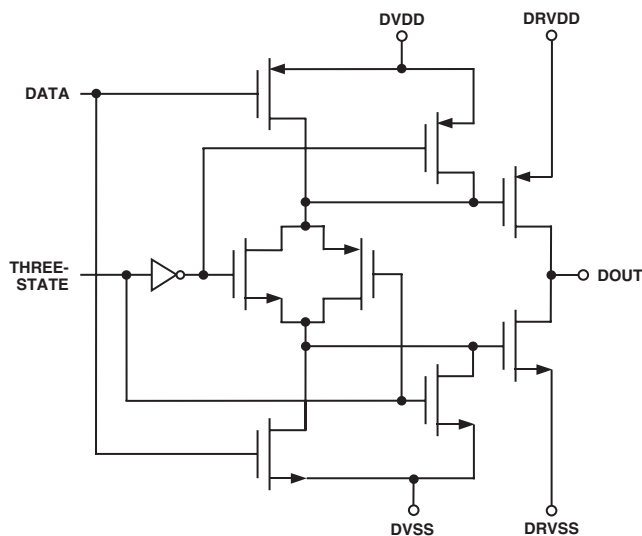 DVDD
DRVDD
DATA
THREE-
STATE
DOUT
DVSS
DRVSS